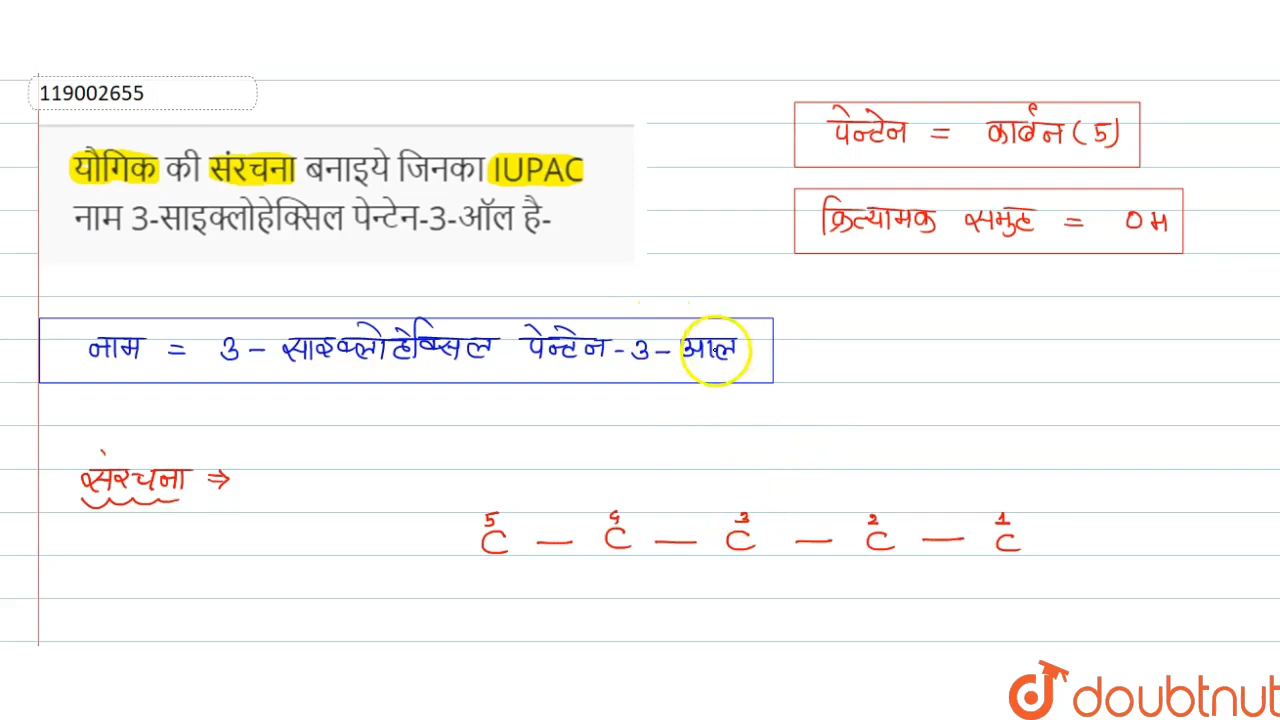 119002655
यौगिक की संरचना बनाइये जिनका IUPAC
नाम 3-साइक्लोहेक्सिल पेन्टेन-3-ऑल है-
पेन्टेन = कार्बन (5)
क्रित्यामक समुह = OH
नाम = 3 - साइक्लोहेक्सिल पेन्टेन - 3 - आल
संरचना ⇒
5 4 3 2 1
C — C — C — C — C
doubtnut